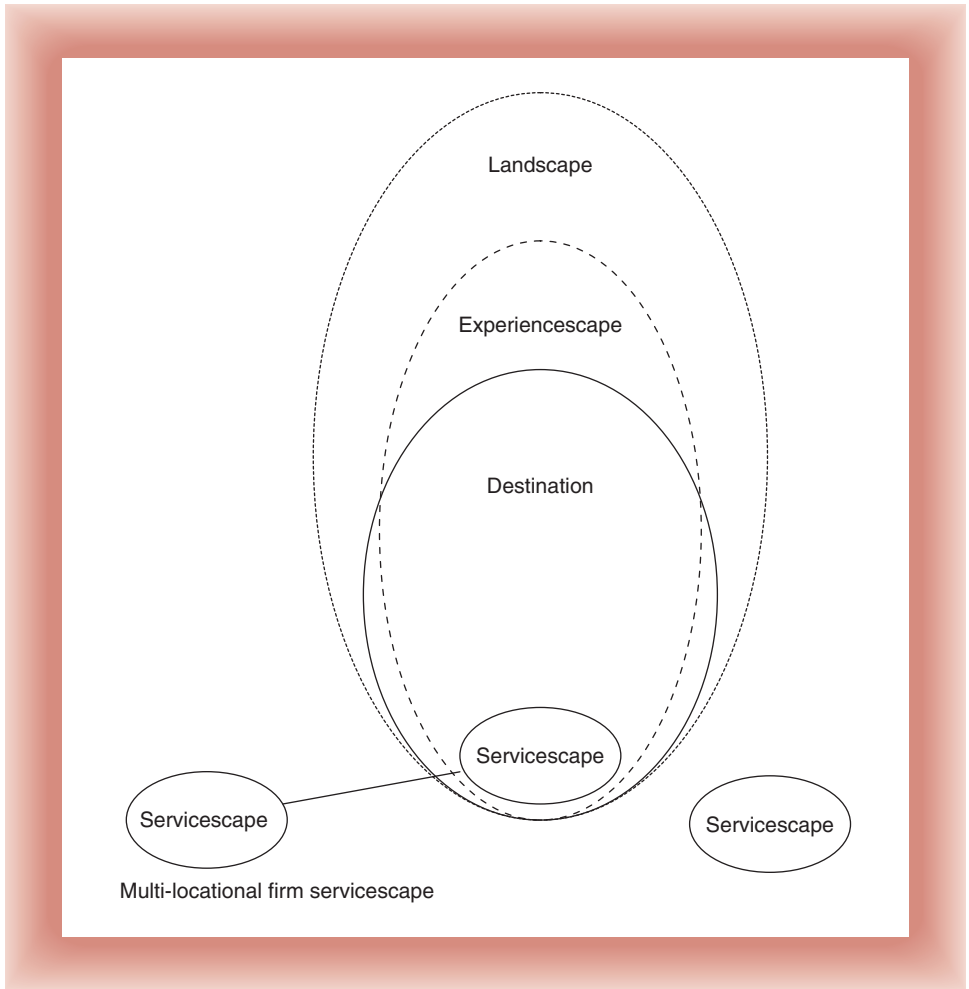 Landscape
Experiencescape
Destination
Servicescape
Servicescape
Servicescape
Multi-locational firm servicescape